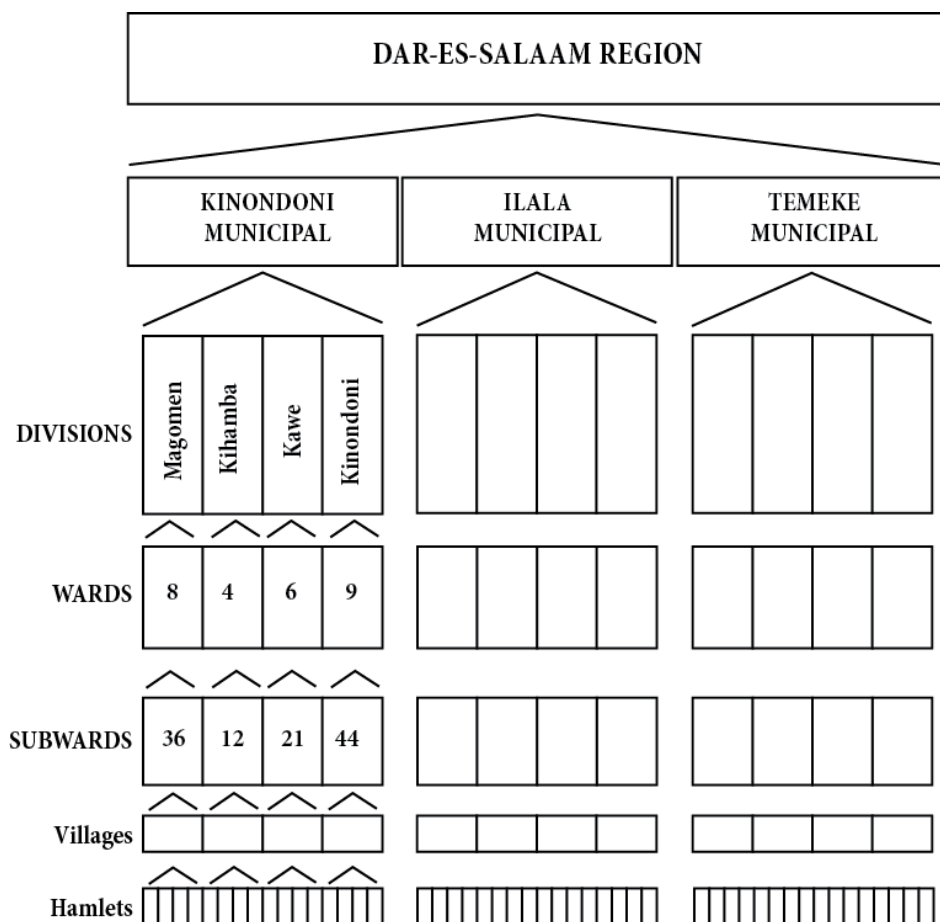 DAR-ES-SALAAM REGION
KINONDONI
MUNICIPAL
ILALA
MUNICIPAL
TEMEKE
MUNICIPAL
DIVISIONS
Magomen
Kihamba
Kawe
Kinondoni
WARDS
8 4 6 9
SUBWARDS
36 12 21 44
Villages
Hamlets